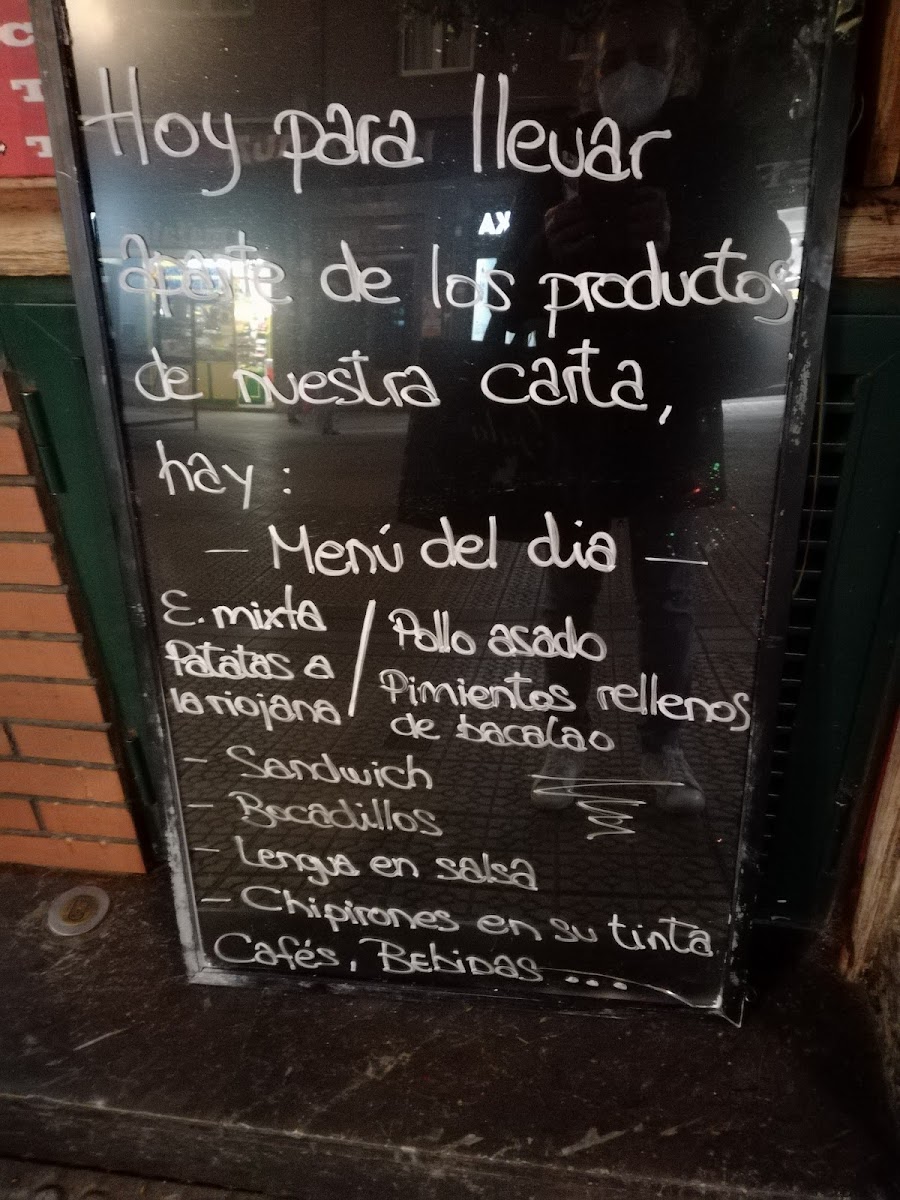 Hoy para llevar
aparte de los productos
de nuestra carta,
hay:
— Menú del dia —
E. mixta / Pollo asado
Patatas a
la riojana
Pimientos rellenos
de bacalao
- Sandwich
- Bocadillos
- Lengua en salsa
- Chipirones en su tinta
Cafés, Bebidas ...